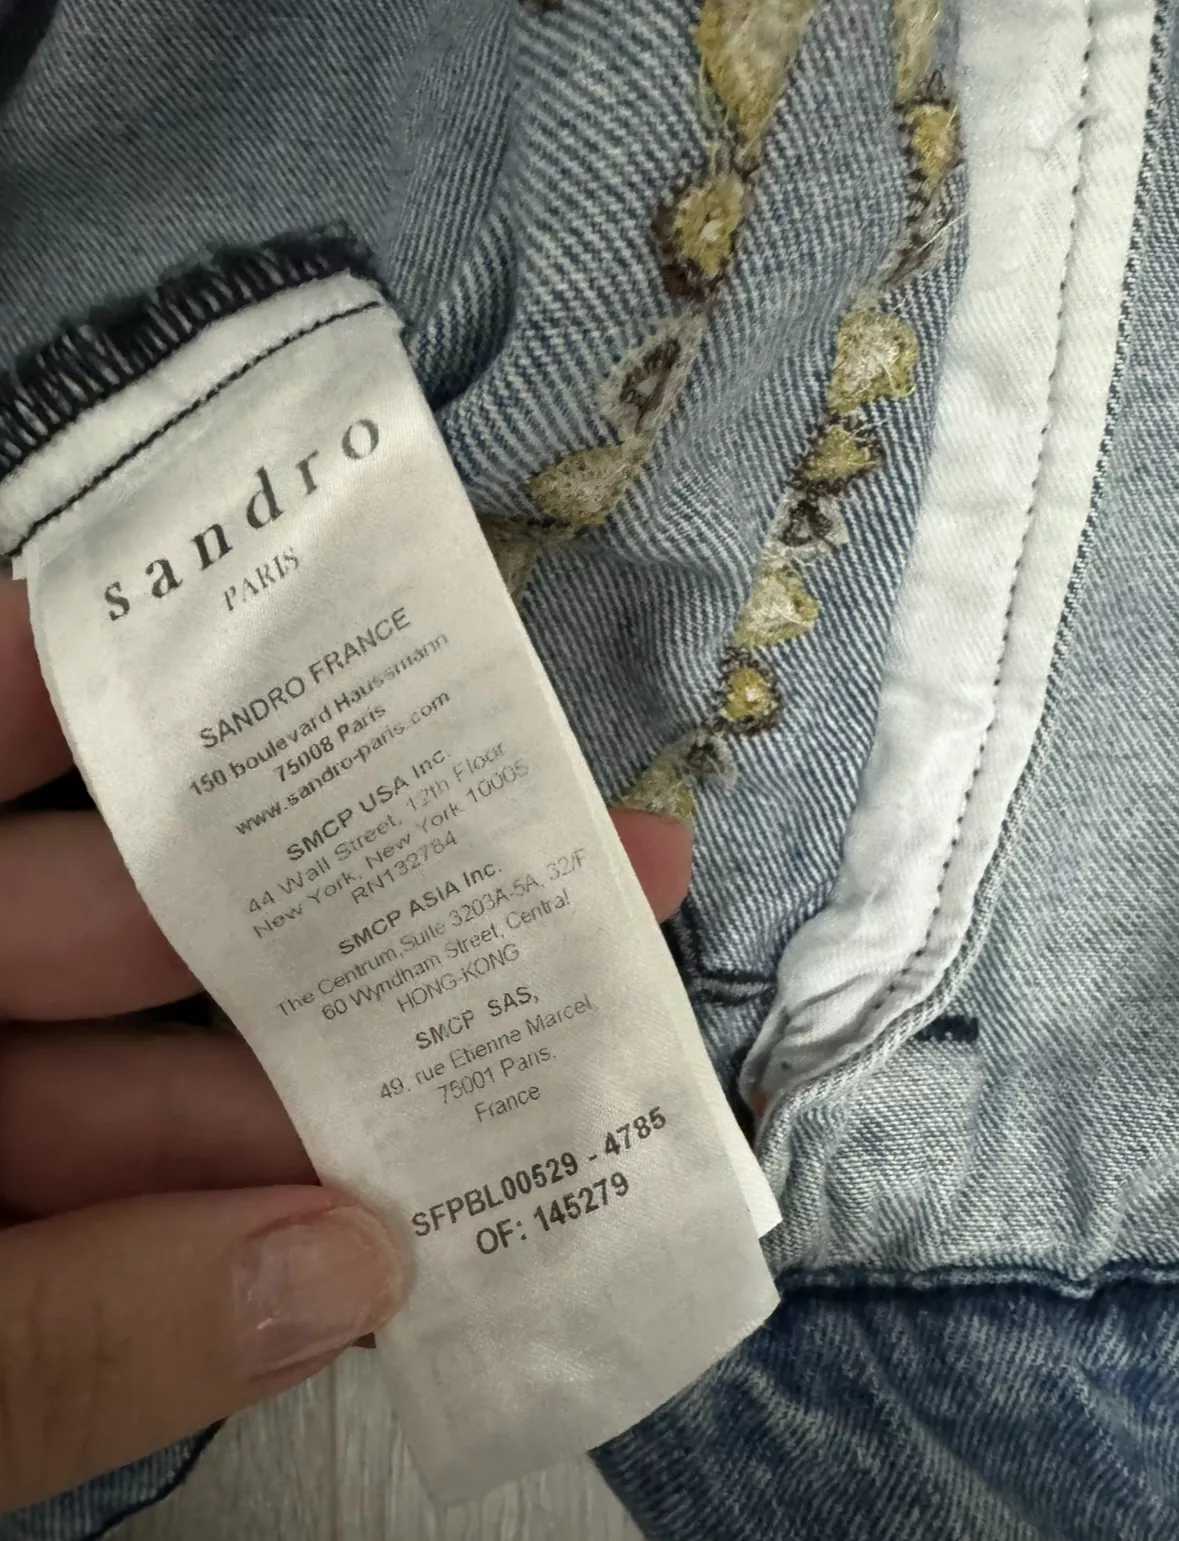 sandro
PARIS
SANDRO FRANCE
150 boulevard Haussmann
75008 Paris
www.sandro-paris.com
SMCP USA Inc.
44 Wall Street, 12th Floor
New York, New York 10005
RN132784
SMCP ASIA Inc.
The Centrum, Suite 3203A-5A, 32/F
60 Wyndham Street, Central
HONG-KONG
SMCP SAS,
49, rue Etienne Marcel,
75001 Paris.
France
SFPBL00529 - 4785
OF: 145279